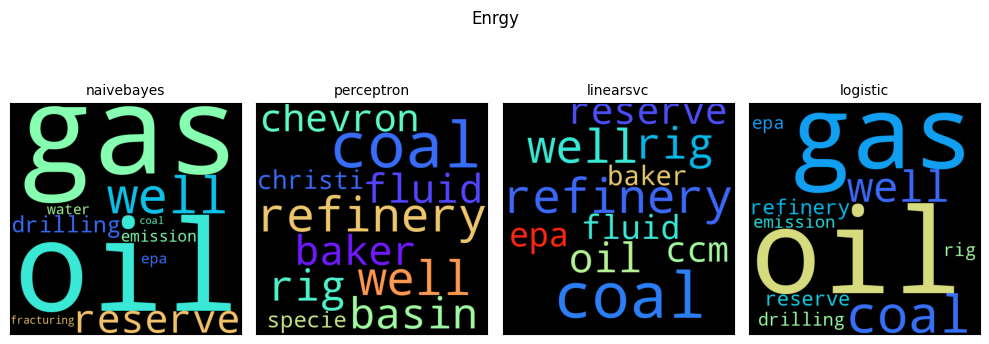 Enrgy
naivebayes
gas
well
water
drilling
coal
emission
epa
oil
fracturing
reserve
perceptron
chevron
coal
christi
fluid
refinery
baker
well
rig
specie
basin
linearsvc
reserve
well
rig
baker
refinery
epa
fluid
oil
ccm
coal
logistic
epa
gas
well
refinery
emission
oil
rig
reserve
drilling
coal